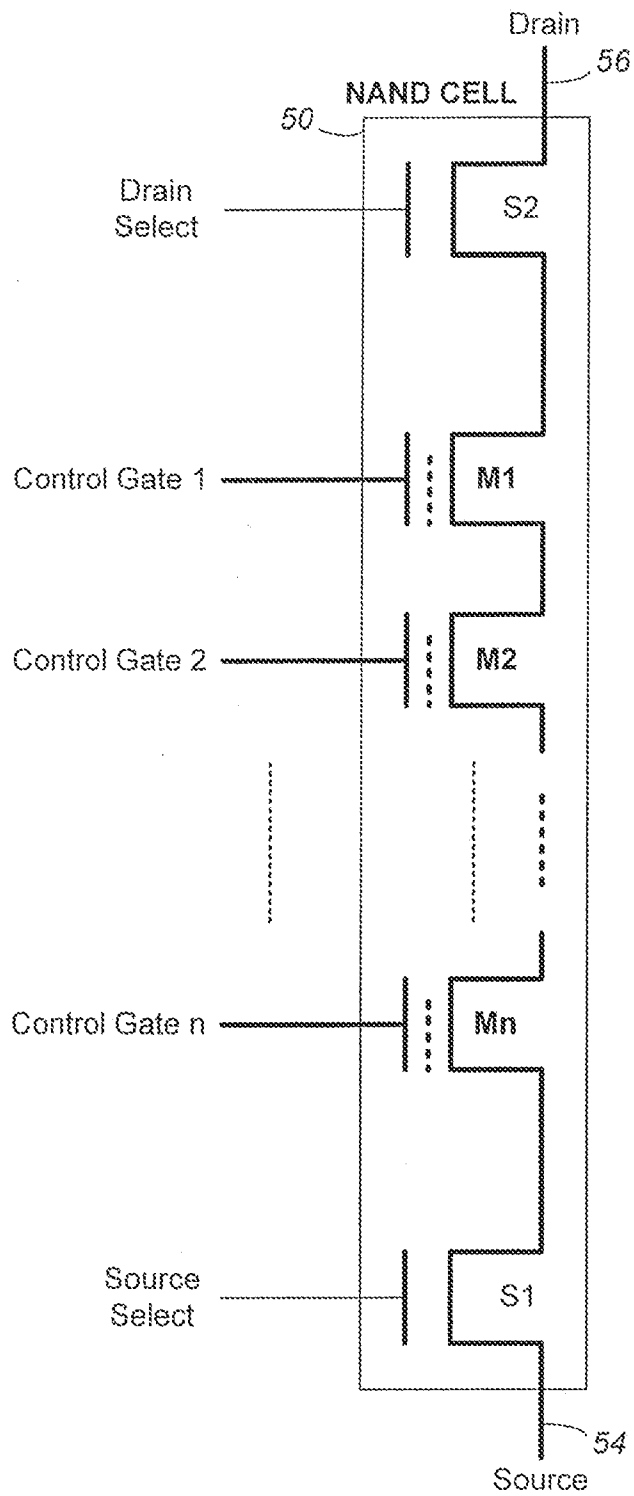 Drain
56
NAND CELL
50
Drain
Select
S2
Control Gate 1
M1
Control Gate 2
M2
Control Gate n
Mn
Source
Select
S1
54
Source